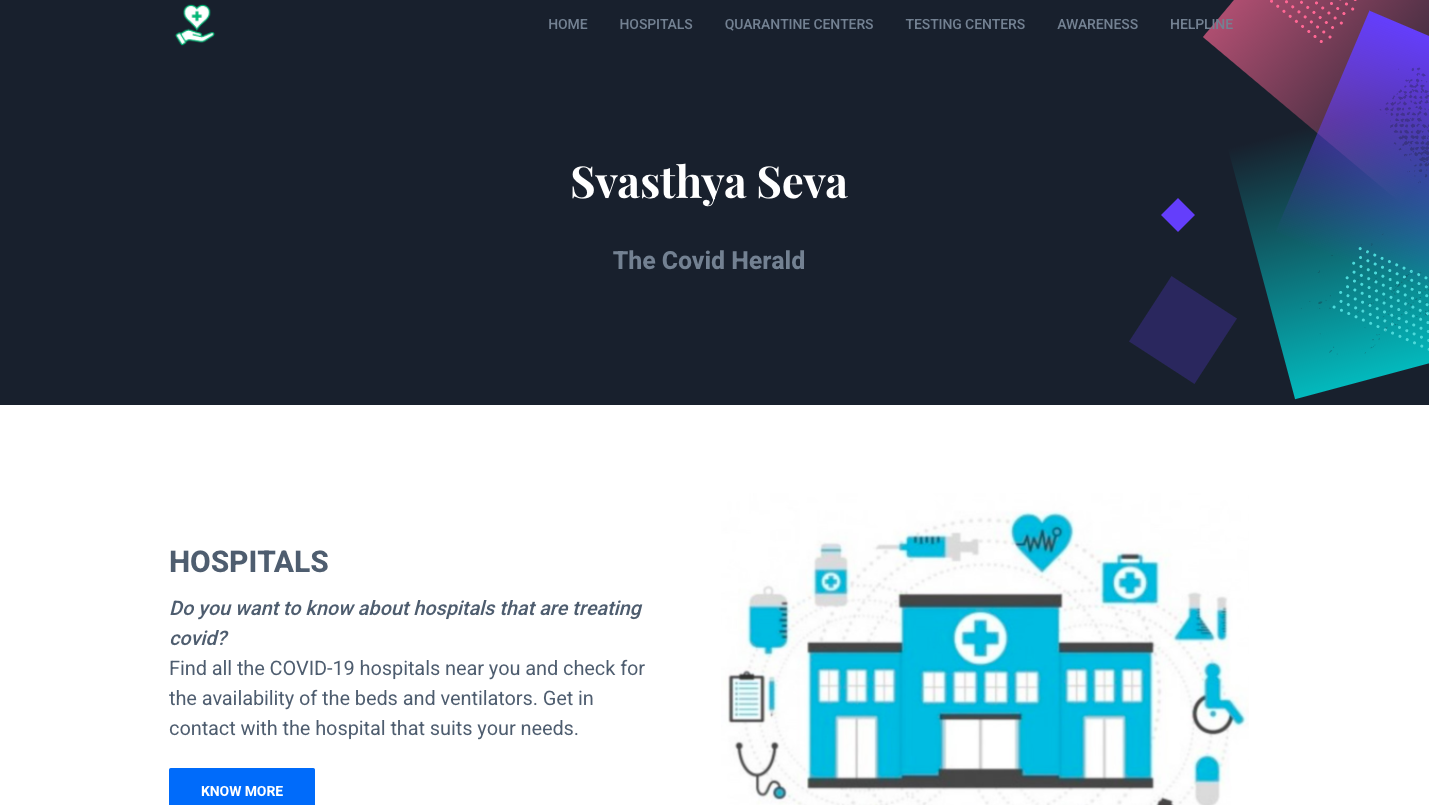 HOME HOSPITALS QUARANTINE CENTERS TESTING CENTERS AWARENESS HELPLINE
Svasthya Seva
The Covid Herald
HOSPITALS
Do you want to know about hospitals that are treating
covid?
Find all the COVID-19 hospitals near you and check for
the availability of the beds and ventilators. Get in
contact with the hospital that suits your needs.
KNOW MORE